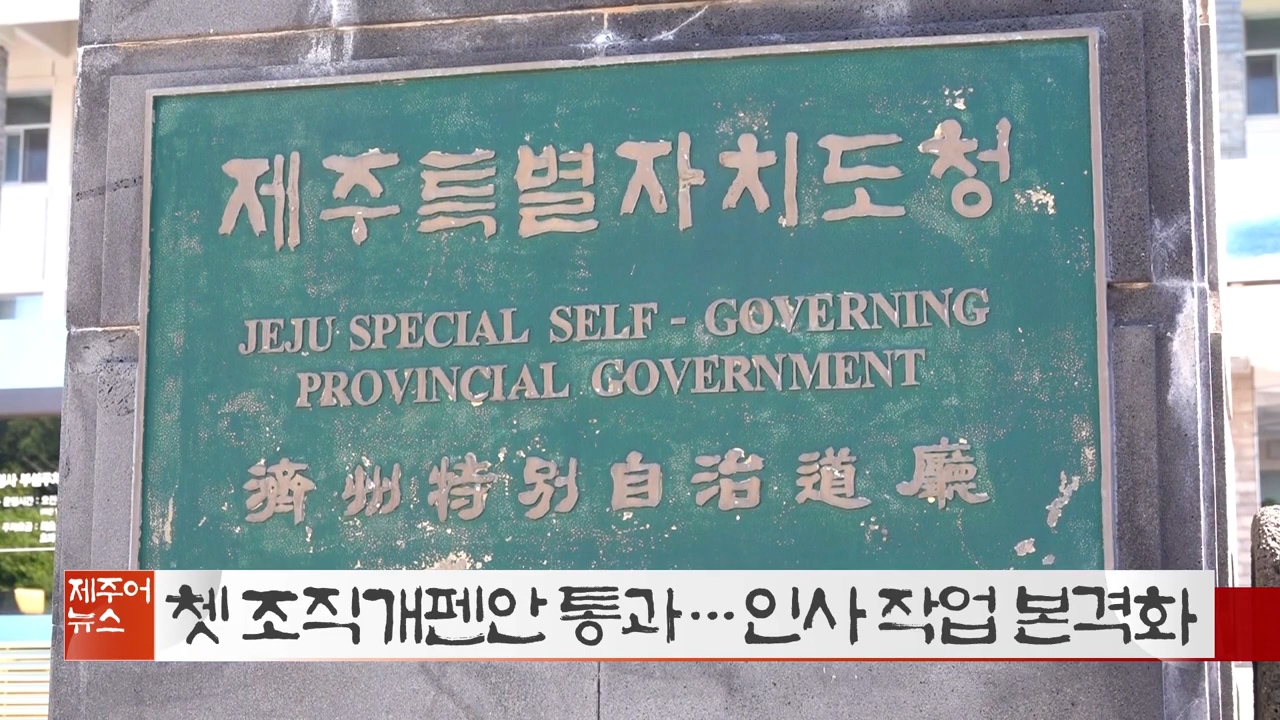 제주특별자치도청
JEJU SPECIAL SELF - GOVERNING
PROVINCIAL GOVERNMENT
濟州特別自治道廳
제주어
뉴스
쳇 조직개펜안 통과…인사 작업 본격화